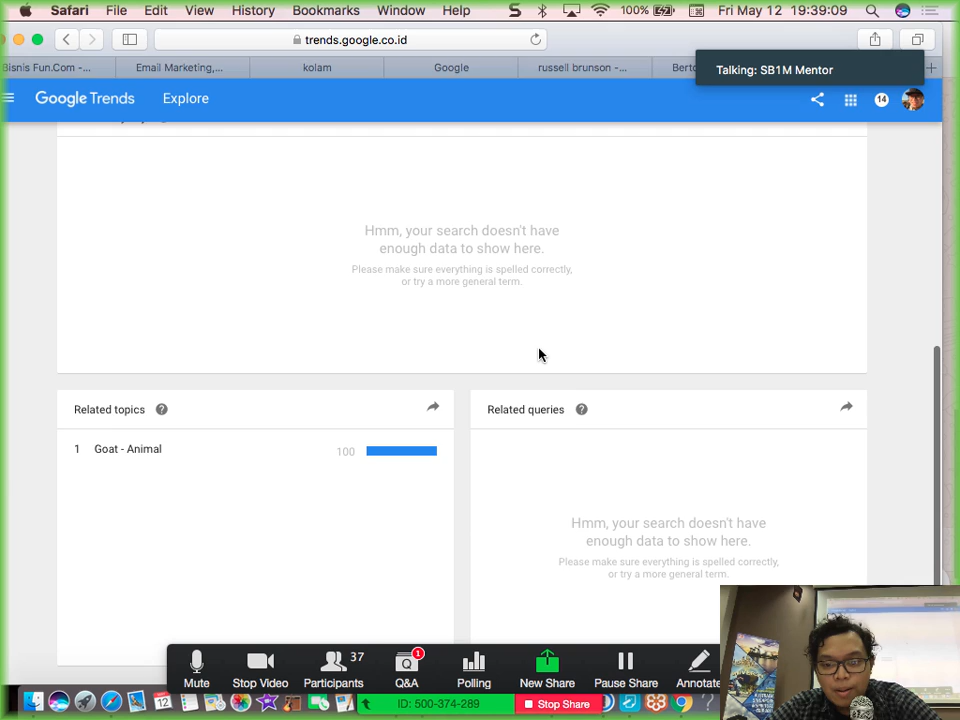 Safari File Edit View History Bookmarks Window Help 100% Fri May 12 19:39:09
trends.google.co.id
Bisnis Fun.Com -... Email Marketing,... kolam Google russell brunson -...
Talking: SB1M Mentor
Google Trends Explore 14
Hmm, your search doesn't have
enough data to show here.
Please make sure everything is spelled correctly,
or try a more general term.
Related topics ?
1 Goat - Animal 100
Related queries ?
Hmm, your search doesn't have
enough data to show here.
Please make sure everything is spelled correctly,
or try a more general term.
37 1
Mute Stop Video Participants Q&A Polling New Share Pause Share Annotate
12 ID: 500-374-289 Stop Share